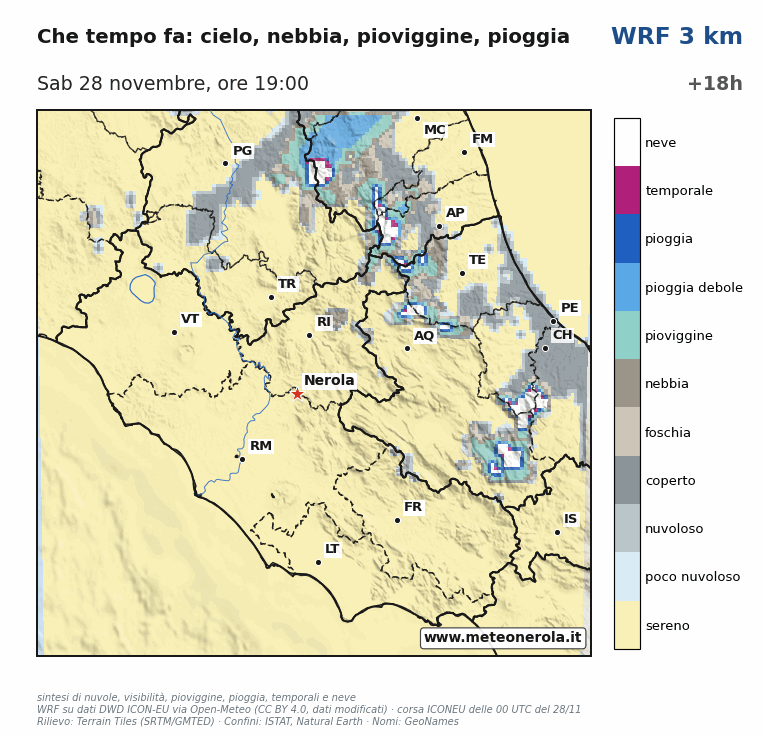 Che tempo fa: cielo, nebbia, pioviggine, pioggia
WRF 3 km
Sab 28 novembre, ore 19:00
+18h
MC
FM
PG
AP
TE
TR
PE
VT
RI
AQ
CH
Nerola
RM
FR
IS
LT
www.meteonerola.it
neve
temporale
pioggia
pioggia debole
pioviggine
nebbia
foschia
coperto
nuvoloso
poco nuvoloso
sereno
sintesi di nuvole, visibilità, pioviggine, pioggia, temporali e neve
WRF su dati DWD ICON-EU via Open-Meteo (CC BY 4.0, dati modificati) · corsa ICONEU delle 00 UTC del 28/11
Rilievo: Terrain Tiles (SRTM/GMTED) · Confini: ISTAT, Natural Earth · Nomi: GeoNames